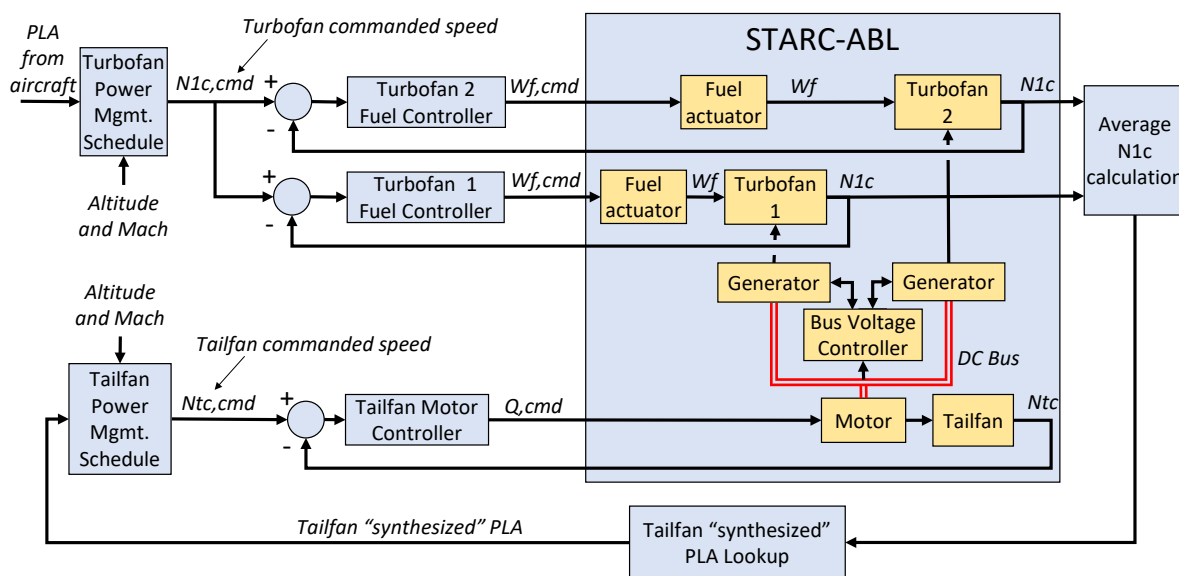 PLA
from
aircraft
Turbofan
Power
Mgmt.
Schedule
Altitude
and Mach
Turbofan commanded speed
N1c,cmd
+
-
Turbofan 2
Fuel Controller
Wf,cmd
STARC-ABL
Fuel
actuator
Wf
Turbofan
2
N1c
Average
N1c
calculation
+
-
Turbofan 1
Fuel Controller
Wf,cmd
Fuel
actuator
Wf
Turbofan
1
N1c
Generator
Generator
Bus Voltage
Controller
DC Bus
Altitude
and Mach
Tailfan commanded speed
Tailfan
Power
Mgmt.
Schedule
Ntc,cmd
+
-
Tailfan Motor
Controller
Q,cmd
Motor
Tailfan
Ntc
Tailfan “synthesized” PLA
Tailfan “synthesized”
PLA Lookup